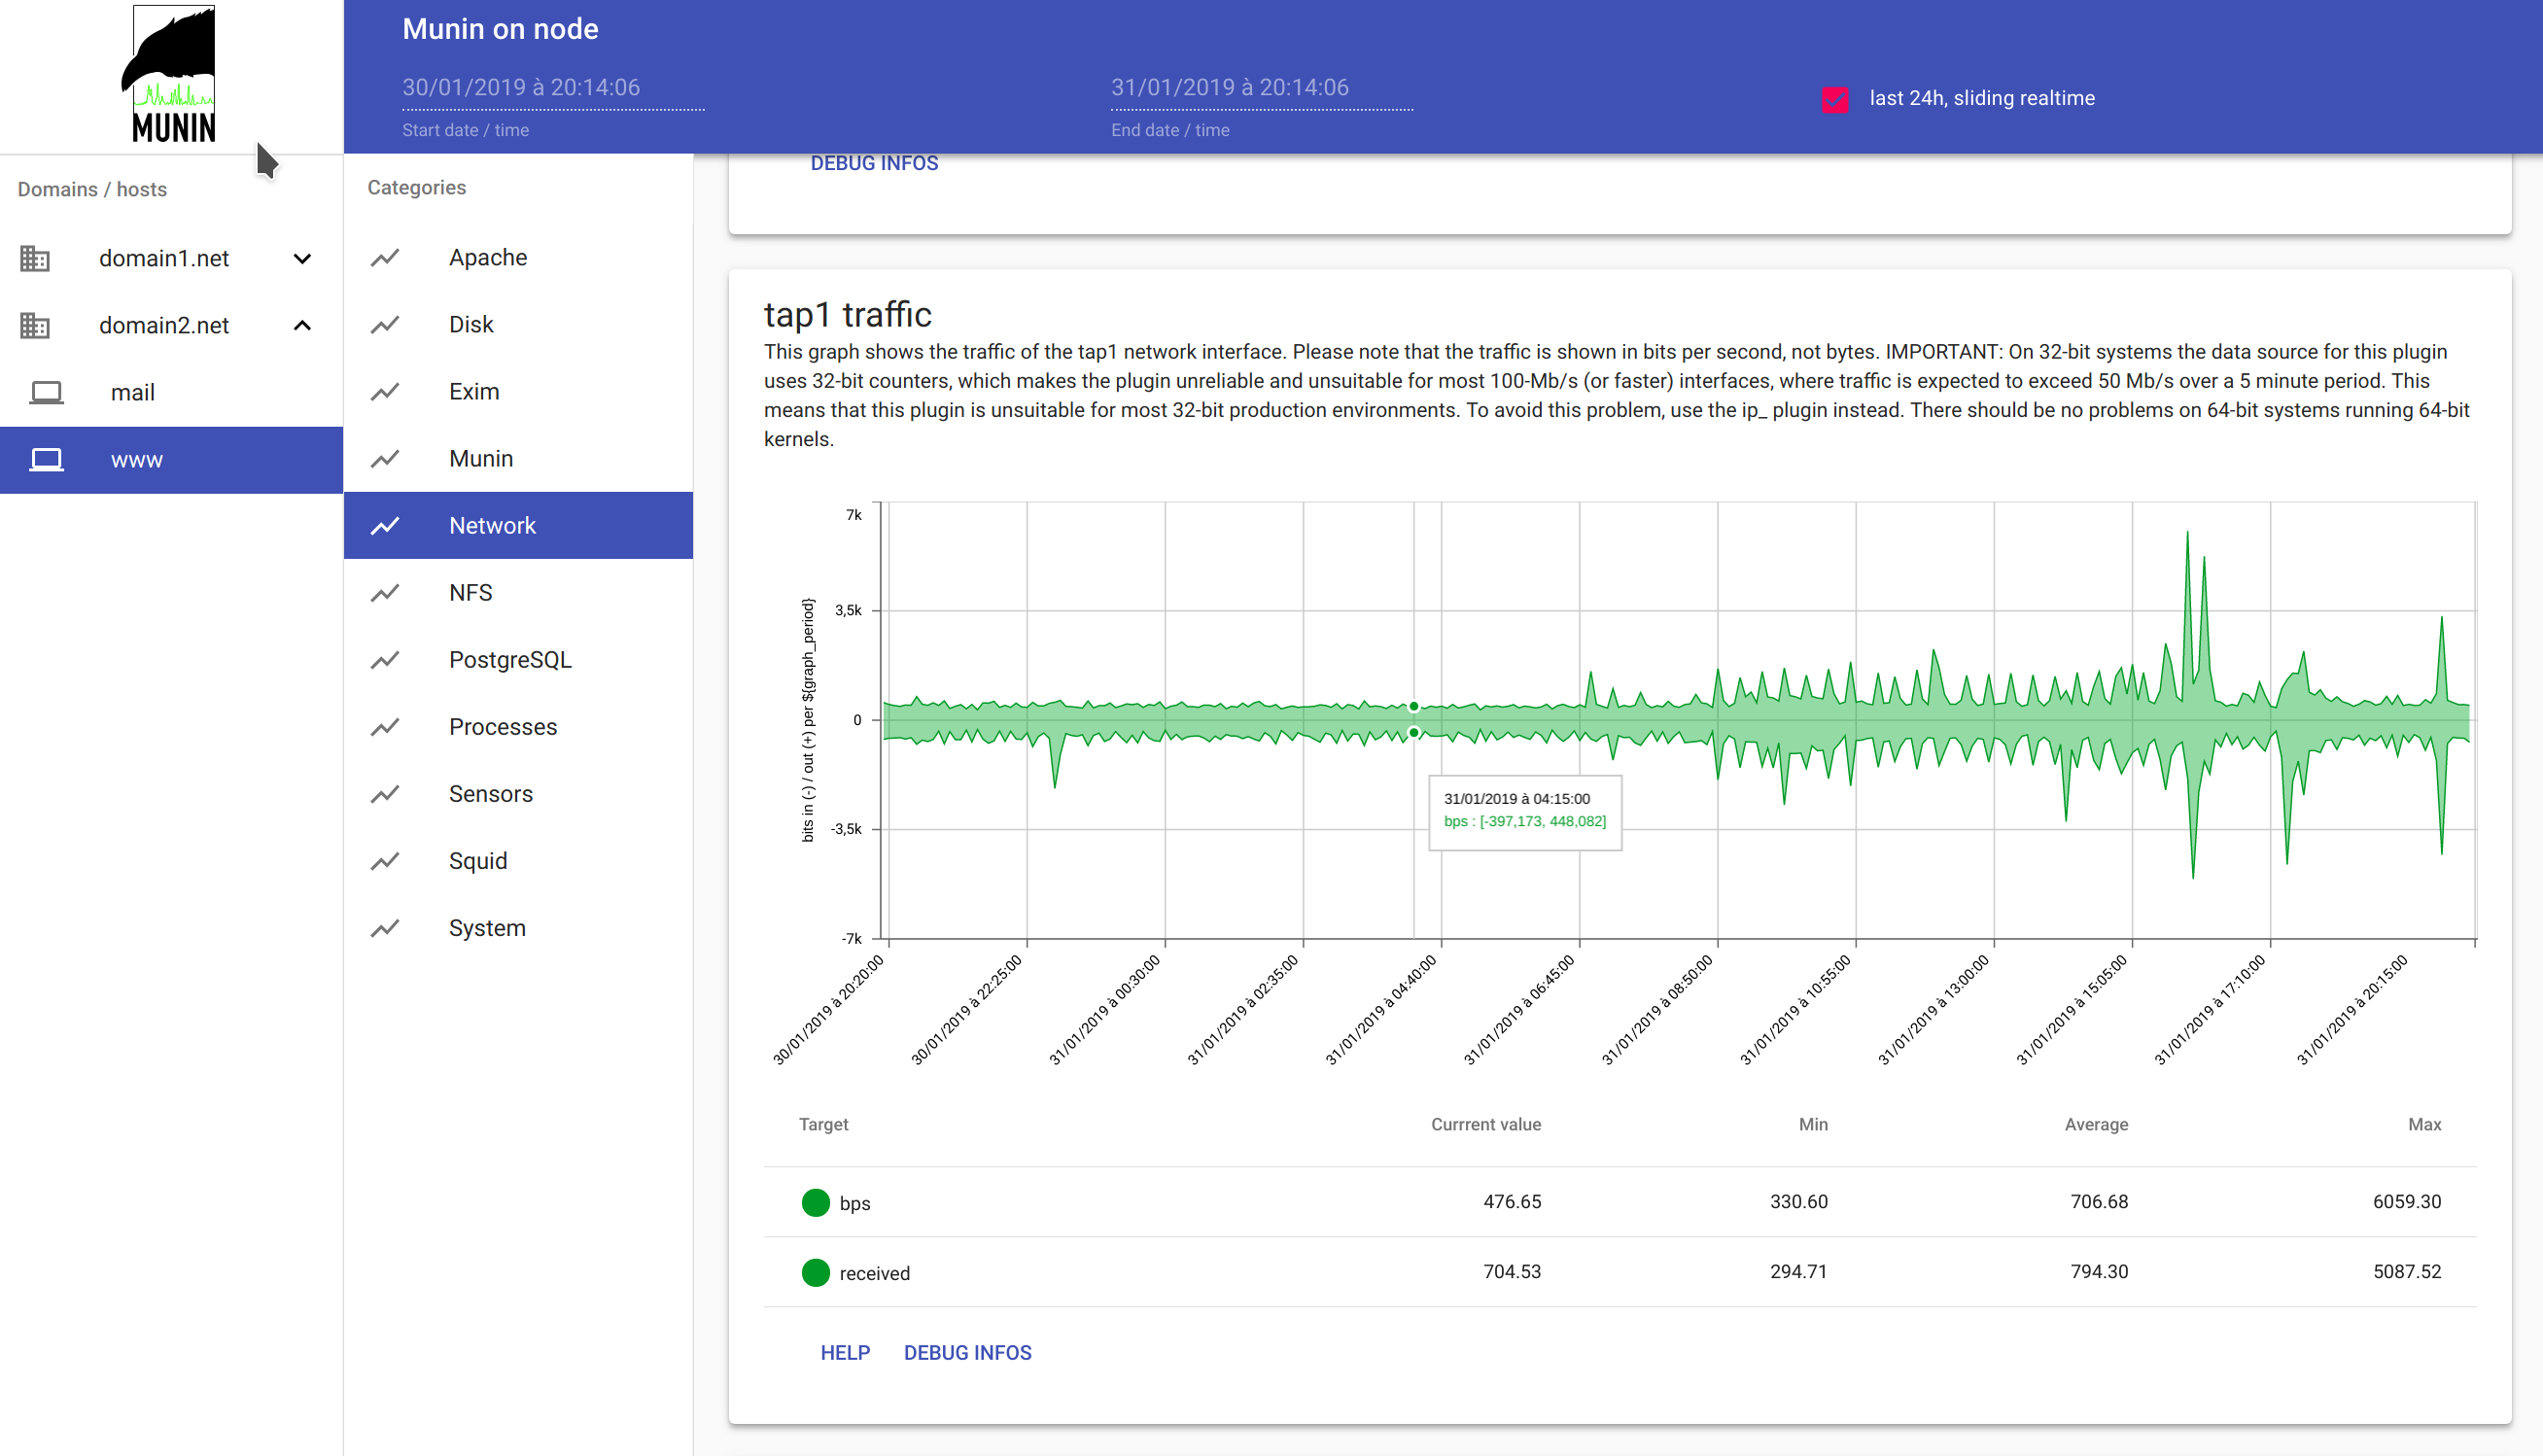 MUNIN
Munin on node
30/01/2019 à 20:14:06
Start date / time
31/01/2019 à 20:14:06
End date / time
last 24h, sliding realtime
Domains / hosts
domain1.net
domain2.net
mail
www
Categories
Apache
Disk
Exim
Munin
Network
NFS
PostgreSQL
Processes
Sensors
Squid
System
DEBUG INFOS
tap1 traffic
This graph shows the traffic of the tap1 network interface. Please note that the traffic is shown in bits per second, not bytes. IMPORTANT: On 32-bit systems the data source for this plugin
uses 32-bit counters, which makes the plugin unreliable and unsuitable for most 100-Mb/s (or faster) interfaces, where traffic is expected to exceed 50 Mb/s over a 5 minute period. This
means that this plugin is unsuitable for most 32-bit production environments. To avoid this problem, use the ip_ plugin instead. There should be no problems on 64-bit systems running 64-bit
kernels.
bits in (-) / out (+) per ${graph_period}
7k
3,5k
0
-3,5k
-7k
31/01/2019 à 04:15:00
bps : [-397,173, 448,082]
30/01/2019 à 20:20:00
30/01/2019 à 22:25:00
31/01/2019 à 00:30:00
31/01/2019 à 02:35:00
31/01/2019 à 04:40:00
31/01/2019 à 06:45:00
31/01/2019 à 08:50:00
31/01/2019 à 10:55:00
31/01/2019 à 13:00:00
31/01/2019 à 15:05:00
31/01/2019 à 17:10:00
31/01/2019 à 20:15:00
Target Currrent value Min Average Max
bps 476.65 330.60 706.68 6059.30
received 704.53 294.71 794.30 5087.52
HELP DEBUG INFOS